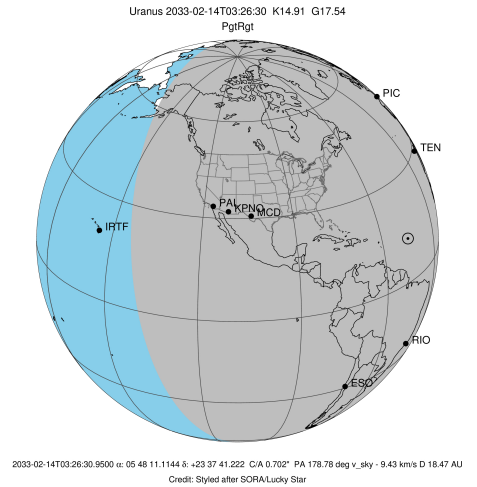 Uranus 2033-02-14T03:26:30 K14.91 G17.54
PgtRgt
PIC
TEN
PAL
KPNO
MCD
IRTF
RIO
ESO
2033-02-14T03:26:30.9500 α: 05 48 11.1144 δ: +23 37 41.222 C/A 0.702" PA 178.78 deg v_sky - 9.43 km/s D 18.47 AU
Credit: Styled after SORA/Lucky Star